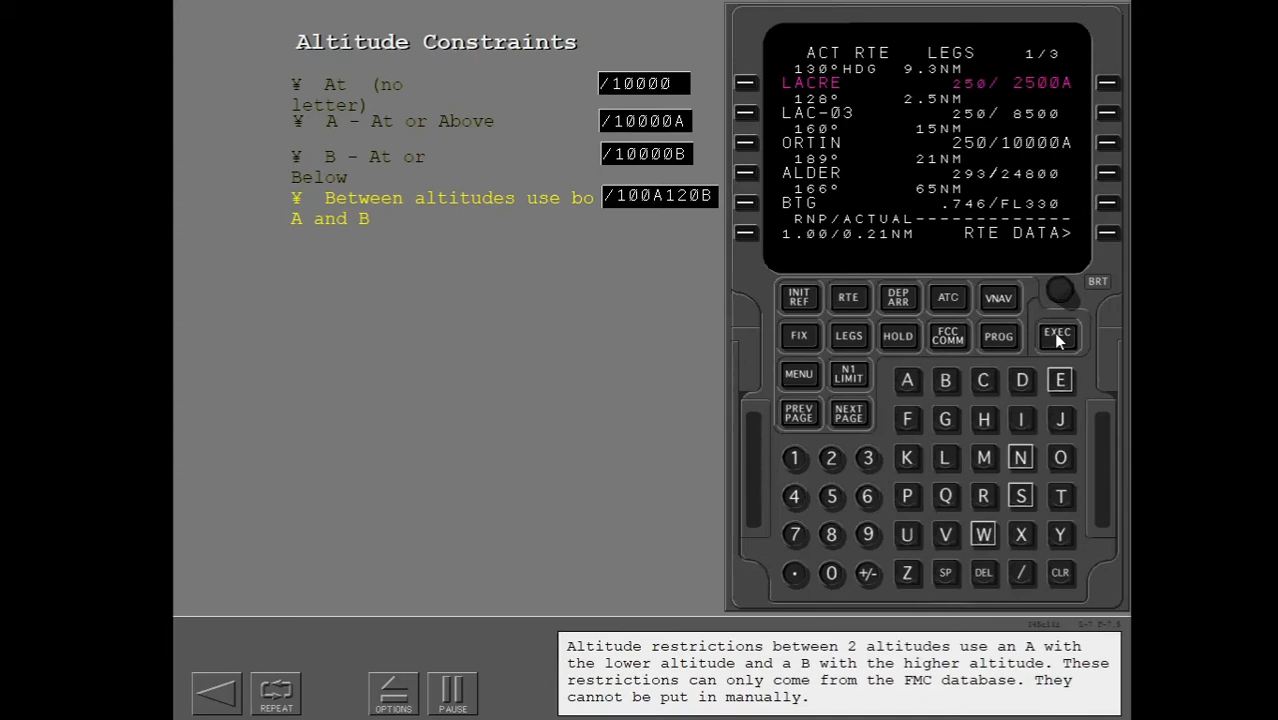 Altitude Constraints
¥ At (no
letter)
/10000
¥ A - At or Above
/10000A
¥ B - At or
Below
/10000B
¥ Between altitudes use bo
A and B
/100A120B
ACT RTE LEGS 1/3
130°HDG 9.3NM
LACRE 250/ 2500A
128° 2.5NM
LAC-03 250/ 8500
160° 15NM
ORTIN 250/10000A
189° 21NM
ALDER 293/24800
166° 65NM
BTG .746/FL330
RNP/ACTUAL-------------
1.00/0.21NM RTE DATA>
BRT
INIT REF RTE DEP ARR ATC VNAV
FIX LEGS HOLD FCC COMM PROG EXEC
MENU N1 LIMIT
PREV PAGE NEXT PAGE
A B C D E
F G H I J
1 2 3 K L M N O
4 5 6 P Q R S T
7 8 9 U V W X Y
. 0 +/- Z SP DEL / CLR
Altitude restrictions between 2 altitudes use an A with
the lower altitude and a B with the higher altitude. These
restrictions can only come from the FMC database. They
cannot be put in manually.
REPEAT OPTIONS PAUSE